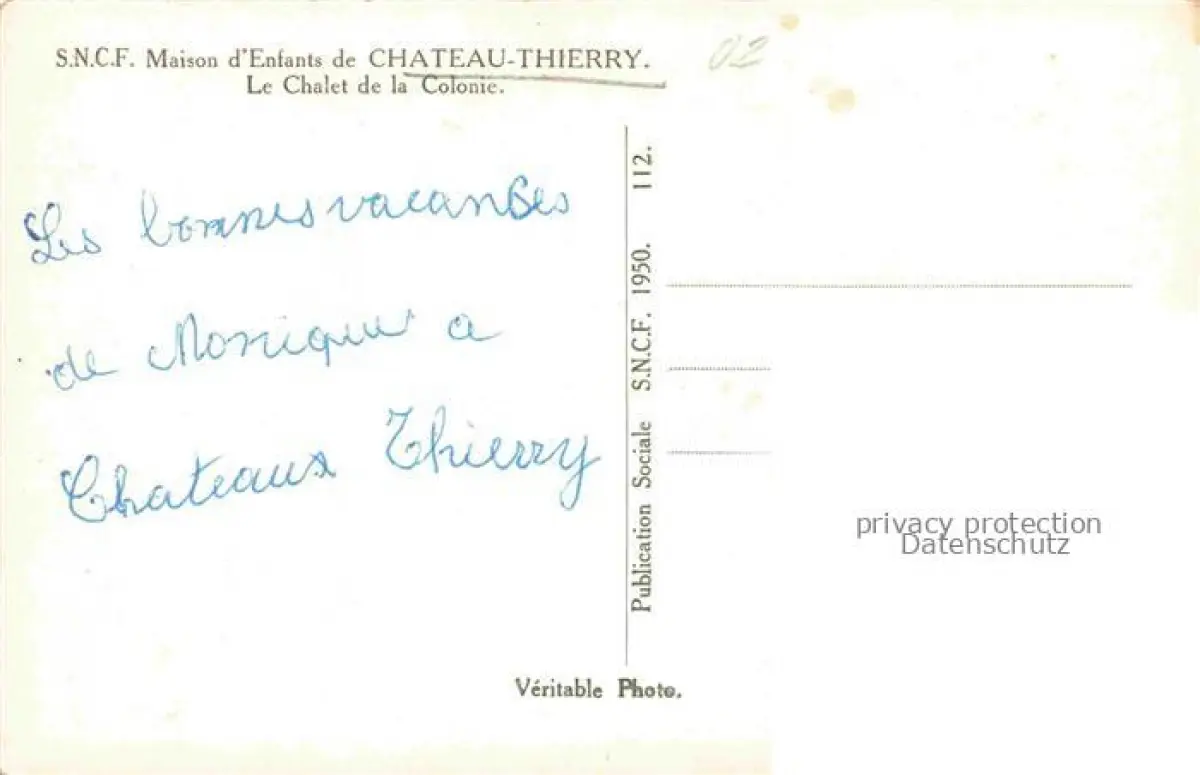 S.N.C.F. Maison d'Enfants de CHATEAU-THIERRY.
Le Chalet de la Colonie.
02
Les bonnes vacanses
de Monique a
Chateaux Thierry
Publication Sociale S.N.C.F. 1950. 112.
Véritable Photo.
privacy protection
Datenschutz